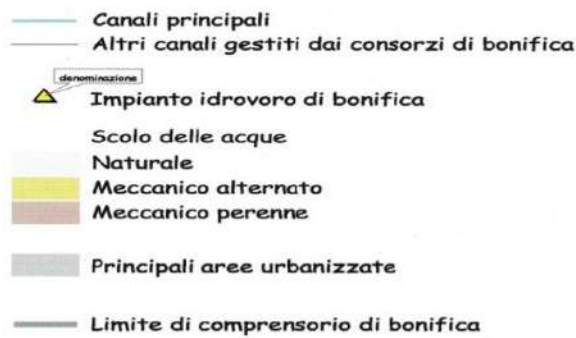 Canali principali
Altri canali gestiti dai consorzi di bonifica
denominazione
Impianto idrovoro di bonifica
Scolo delle acque
Naturale
Meccanico alternato
Meccanico perenne
Principali aree urbanizzate
Limite di comprensorio di bonifica